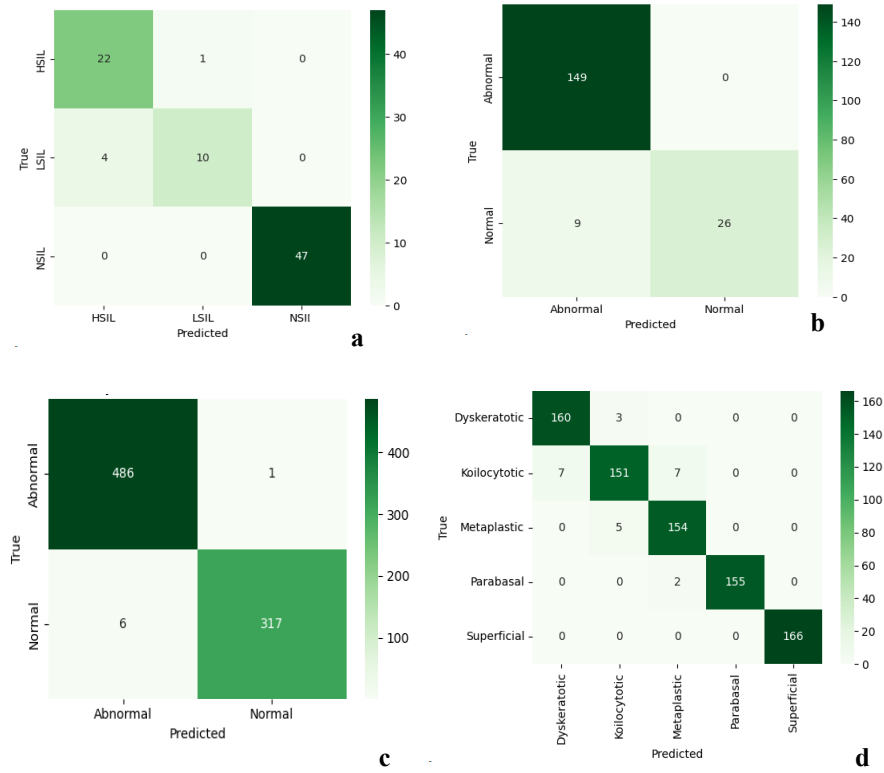 HSIL 22 1 0
LSIL 4 10 0
NSIL 0 0 47
True
HSIL LSIL NSII
Predicted
40
30
20
10
0
a
Abnormal 149 0
Normal 9 26
True
Abnormal Normal
Predicted
140
120
100
80
60
40
20
0
b
Abnormal 486 1
Normal 6 317
True
Abnormal Normal
Predicted
400
300
200
100
c
Dyskeratotic 160 3 0 0 0
Koilocytotic 7 151 7 0 0
Metaplastic 0 5 154 0 0
Parabasal 0 0 2 155 0
Superficial 0 0 0 0 166
True
Dyskeratotic Koilocytotic Metaplastic Parabasal Superficial
Predicted
160
140
120
100
80
60
40
20
0
d